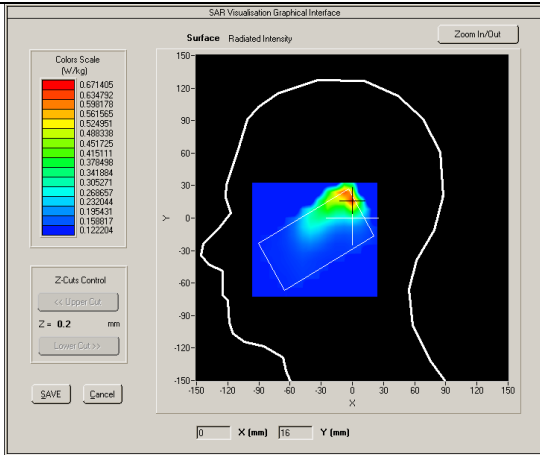 SAR Visualisation Graphical Interface
Surface Radiated Intensity
Zoom In/Out
Colors Scale
(W/kg)
0.671405
0.634792
0.598178
0.561565
0.524951
0.488338
0.451725
0.415111
0.378498
0.341884
0.305271
0.268657
0.232044
0.195431
0.158817
0.122204
Z-Cuts Control
<< Upper Cut
Z = 0.2 mm
Lower Cut >>
SAVE
Cancel
150
120
90
60
30
0
-30
-60
-90
-120
-150
Y
-150 -120 -90 -60 -30 0 30 60 90 120 150
X
0 X (mm) 16 Y (mm)